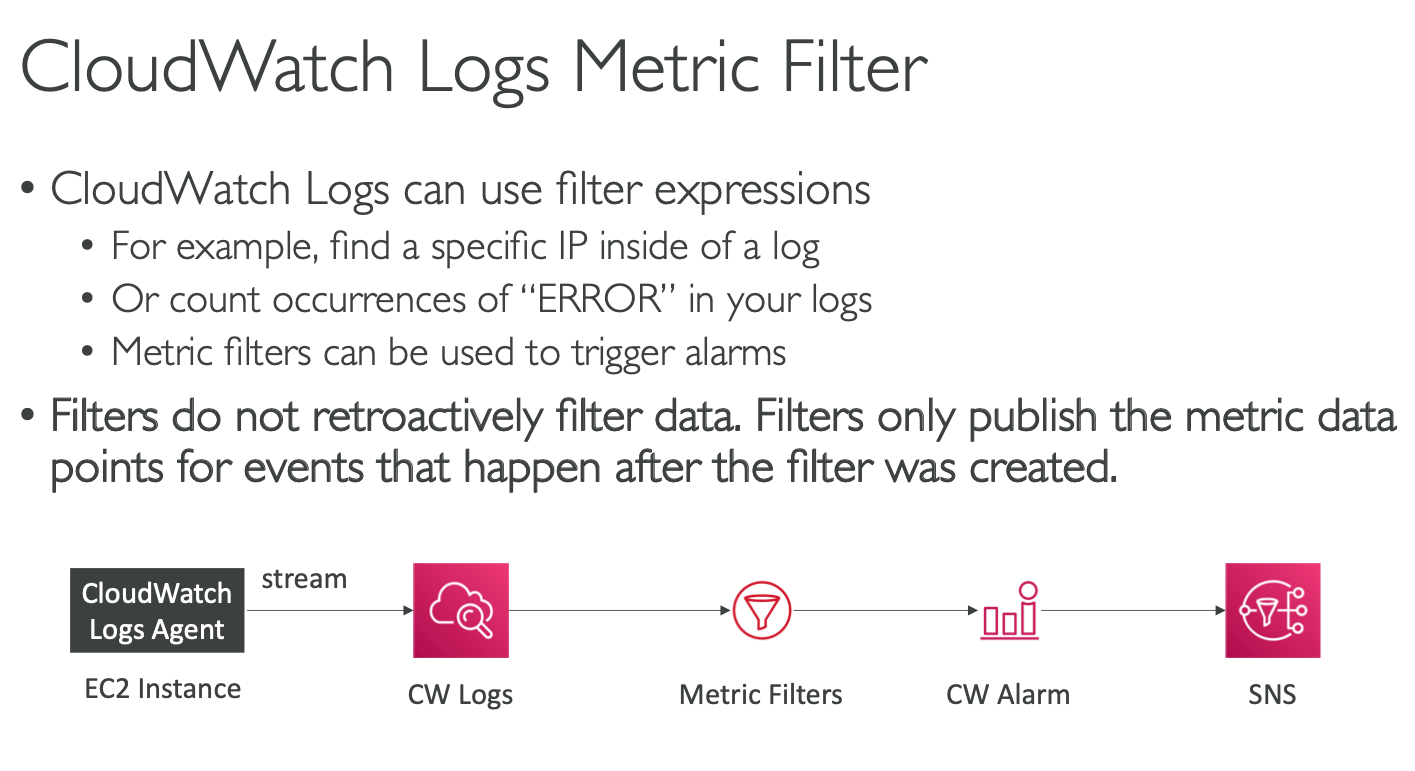 CloudWatch Logs Metric Filter
• CloudWatch Logs can use filter expressions
• For example, find a specific IP inside of a log
• Or count occurrences of “ERROR” in your logs
• Metric filters can be used to trigger alarms
• Filters do not retroactively filter data. Filters only publish the metric data
points for events that happen after the filter was created.
CloudWatch
Logs Agent
stream
EC2 Instance
CW Logs
Metric Filters
CW Alarm
SNS